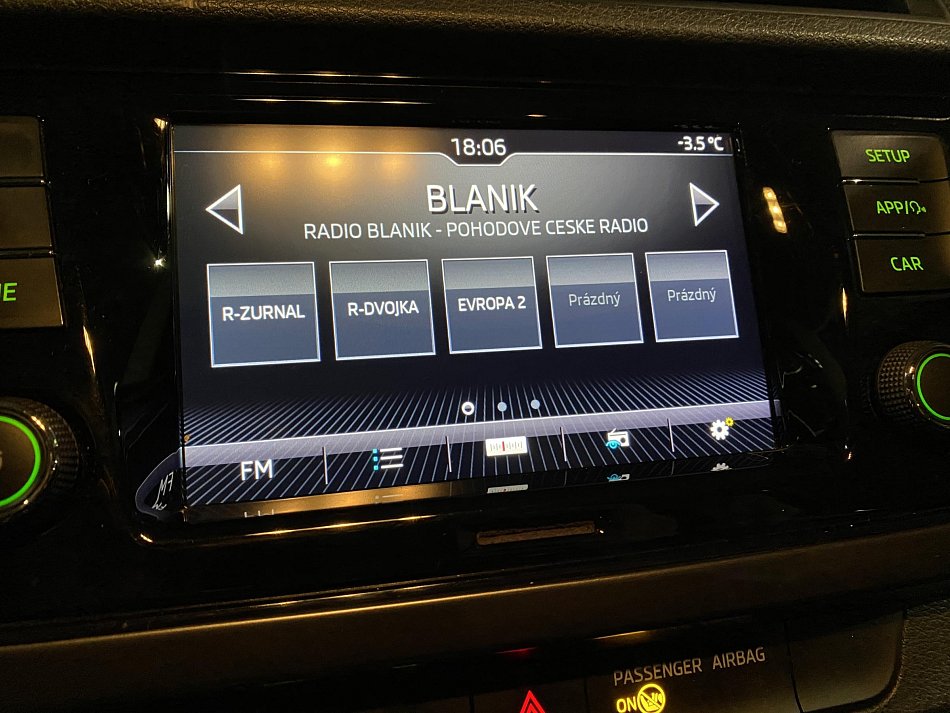 18:06
-3.5°C
BLANIK
RADIO BLANIK - POHODOVE CESKE RADIO
R-ZURNAL
R-DVOJKA
EVROPA 2
Prázdný
Prázdný
FM
SETUP
APP/
CAR
PASSENGER AIRBAG
ON